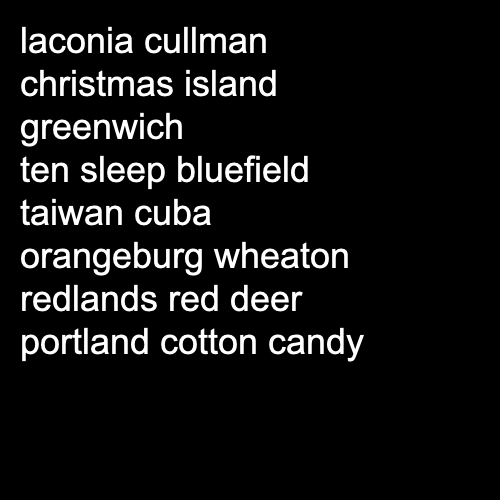 laconia cullman
christmas island
greenwich
ten sleep bluefield
taiwan cuba
orangeburg wheaton
redlands red deer
portland cotton candy